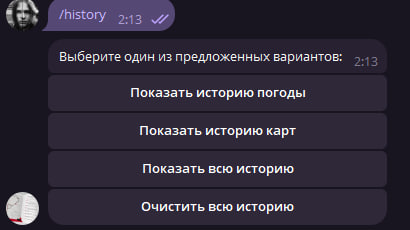 /history 2:13
Выберите один из предложенных вариантов: 2:13
Показать историю погоды
Показать историю карт
Показать всю историю
Очистить всю историю